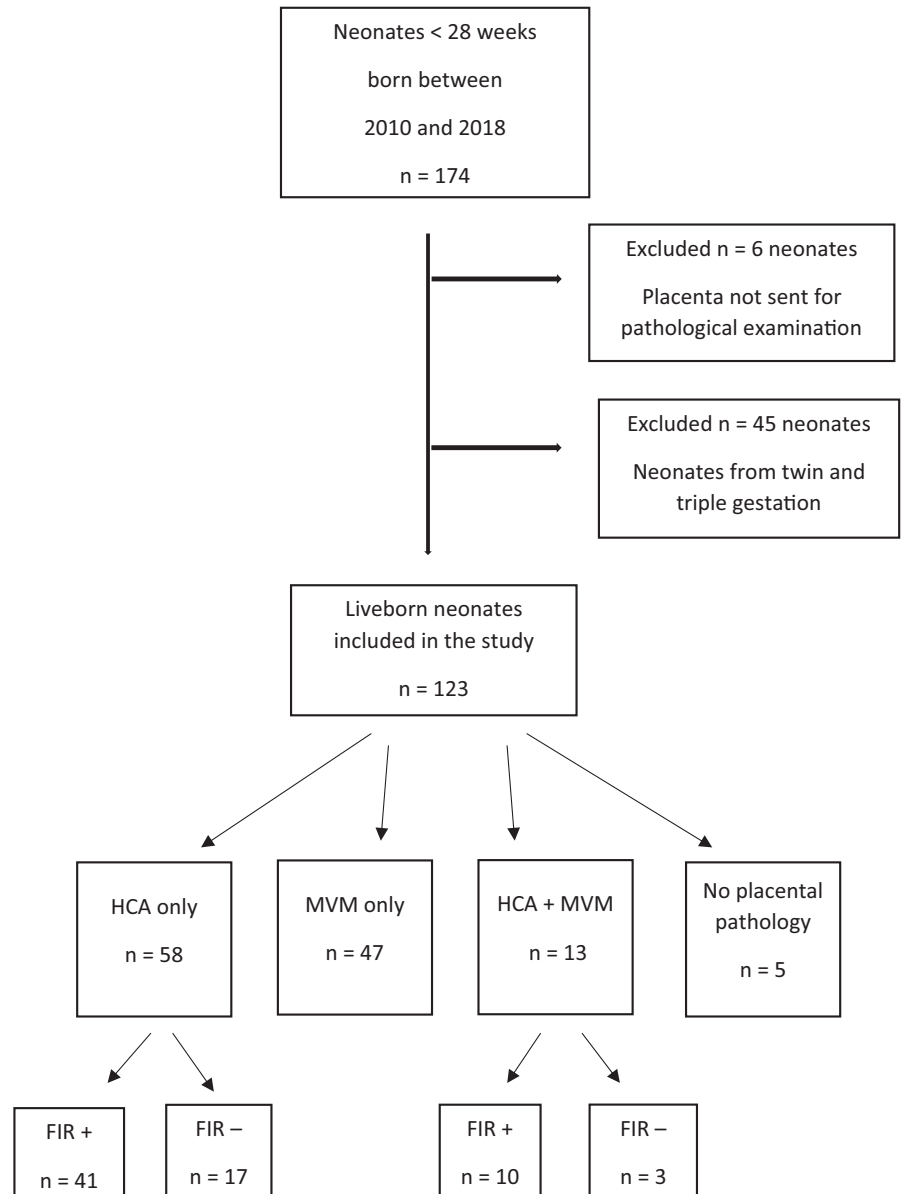 Neonates < 28 weeks
born between
2010 and 2018
n = 174
Excluded n = 6 neonates
Placenta not sent for
pathological examination
Excluded n = 45 neonates
Neonates from twin and
triple gestation
Liveborn neonates
included in the study
n = 123
HCA only
n = 58
MVM only
n = 47
HCA + MVM
n = 13
No placental
pathology
n = 5
FIR +
n = 41
FIR –
n = 17
FIR +
n = 10
FIR –
n = 3